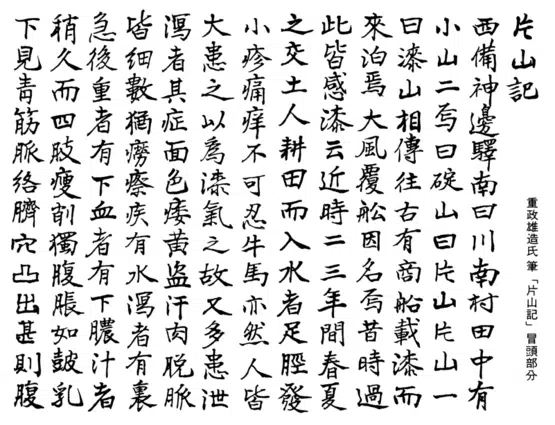 片山記
西備神邊驛南曰川南村田中有
小山二焉曰碇山曰片山片山一
曰漆山相傳往古有商船載漆而
來泊焉大風覆舩因名焉昔時過
此皆感漆云近時二三年間春夏
之交土人耕田而入水者足脛發
小疹痛痒不可忍牛馬亦然人皆
大患之以為漆氣之故又多患泄
瀉者其症面色痿黄盗汗肉脱脈
皆細數猶癆瘵疾有水瀉者有裏
急後重者有下血者有下膿汁者
稍久而四肢瘦削獨腹脹如皷乳
下見青筋脈絡臍穴凸出甚則腹
重政雄造氏 筆「片山記」冒頭部分